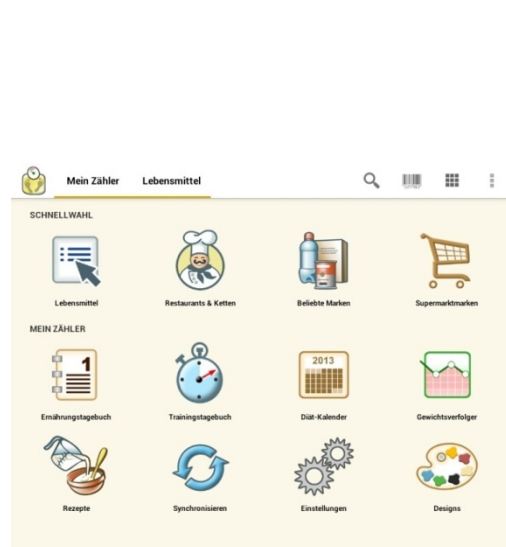 Mein Zähler Lebensmittel
SCHNELLWAHL
Lebensmittel Restaurants & Ketten Beliebte Marken Supermarktmarken
MEIN ZÄHLER
1 2013
Ernährungstagebuch Trainingstagebuch Diät-Kalender Gewichtsverfolger
Rezepte Synchronisieren Einstellungen Designs